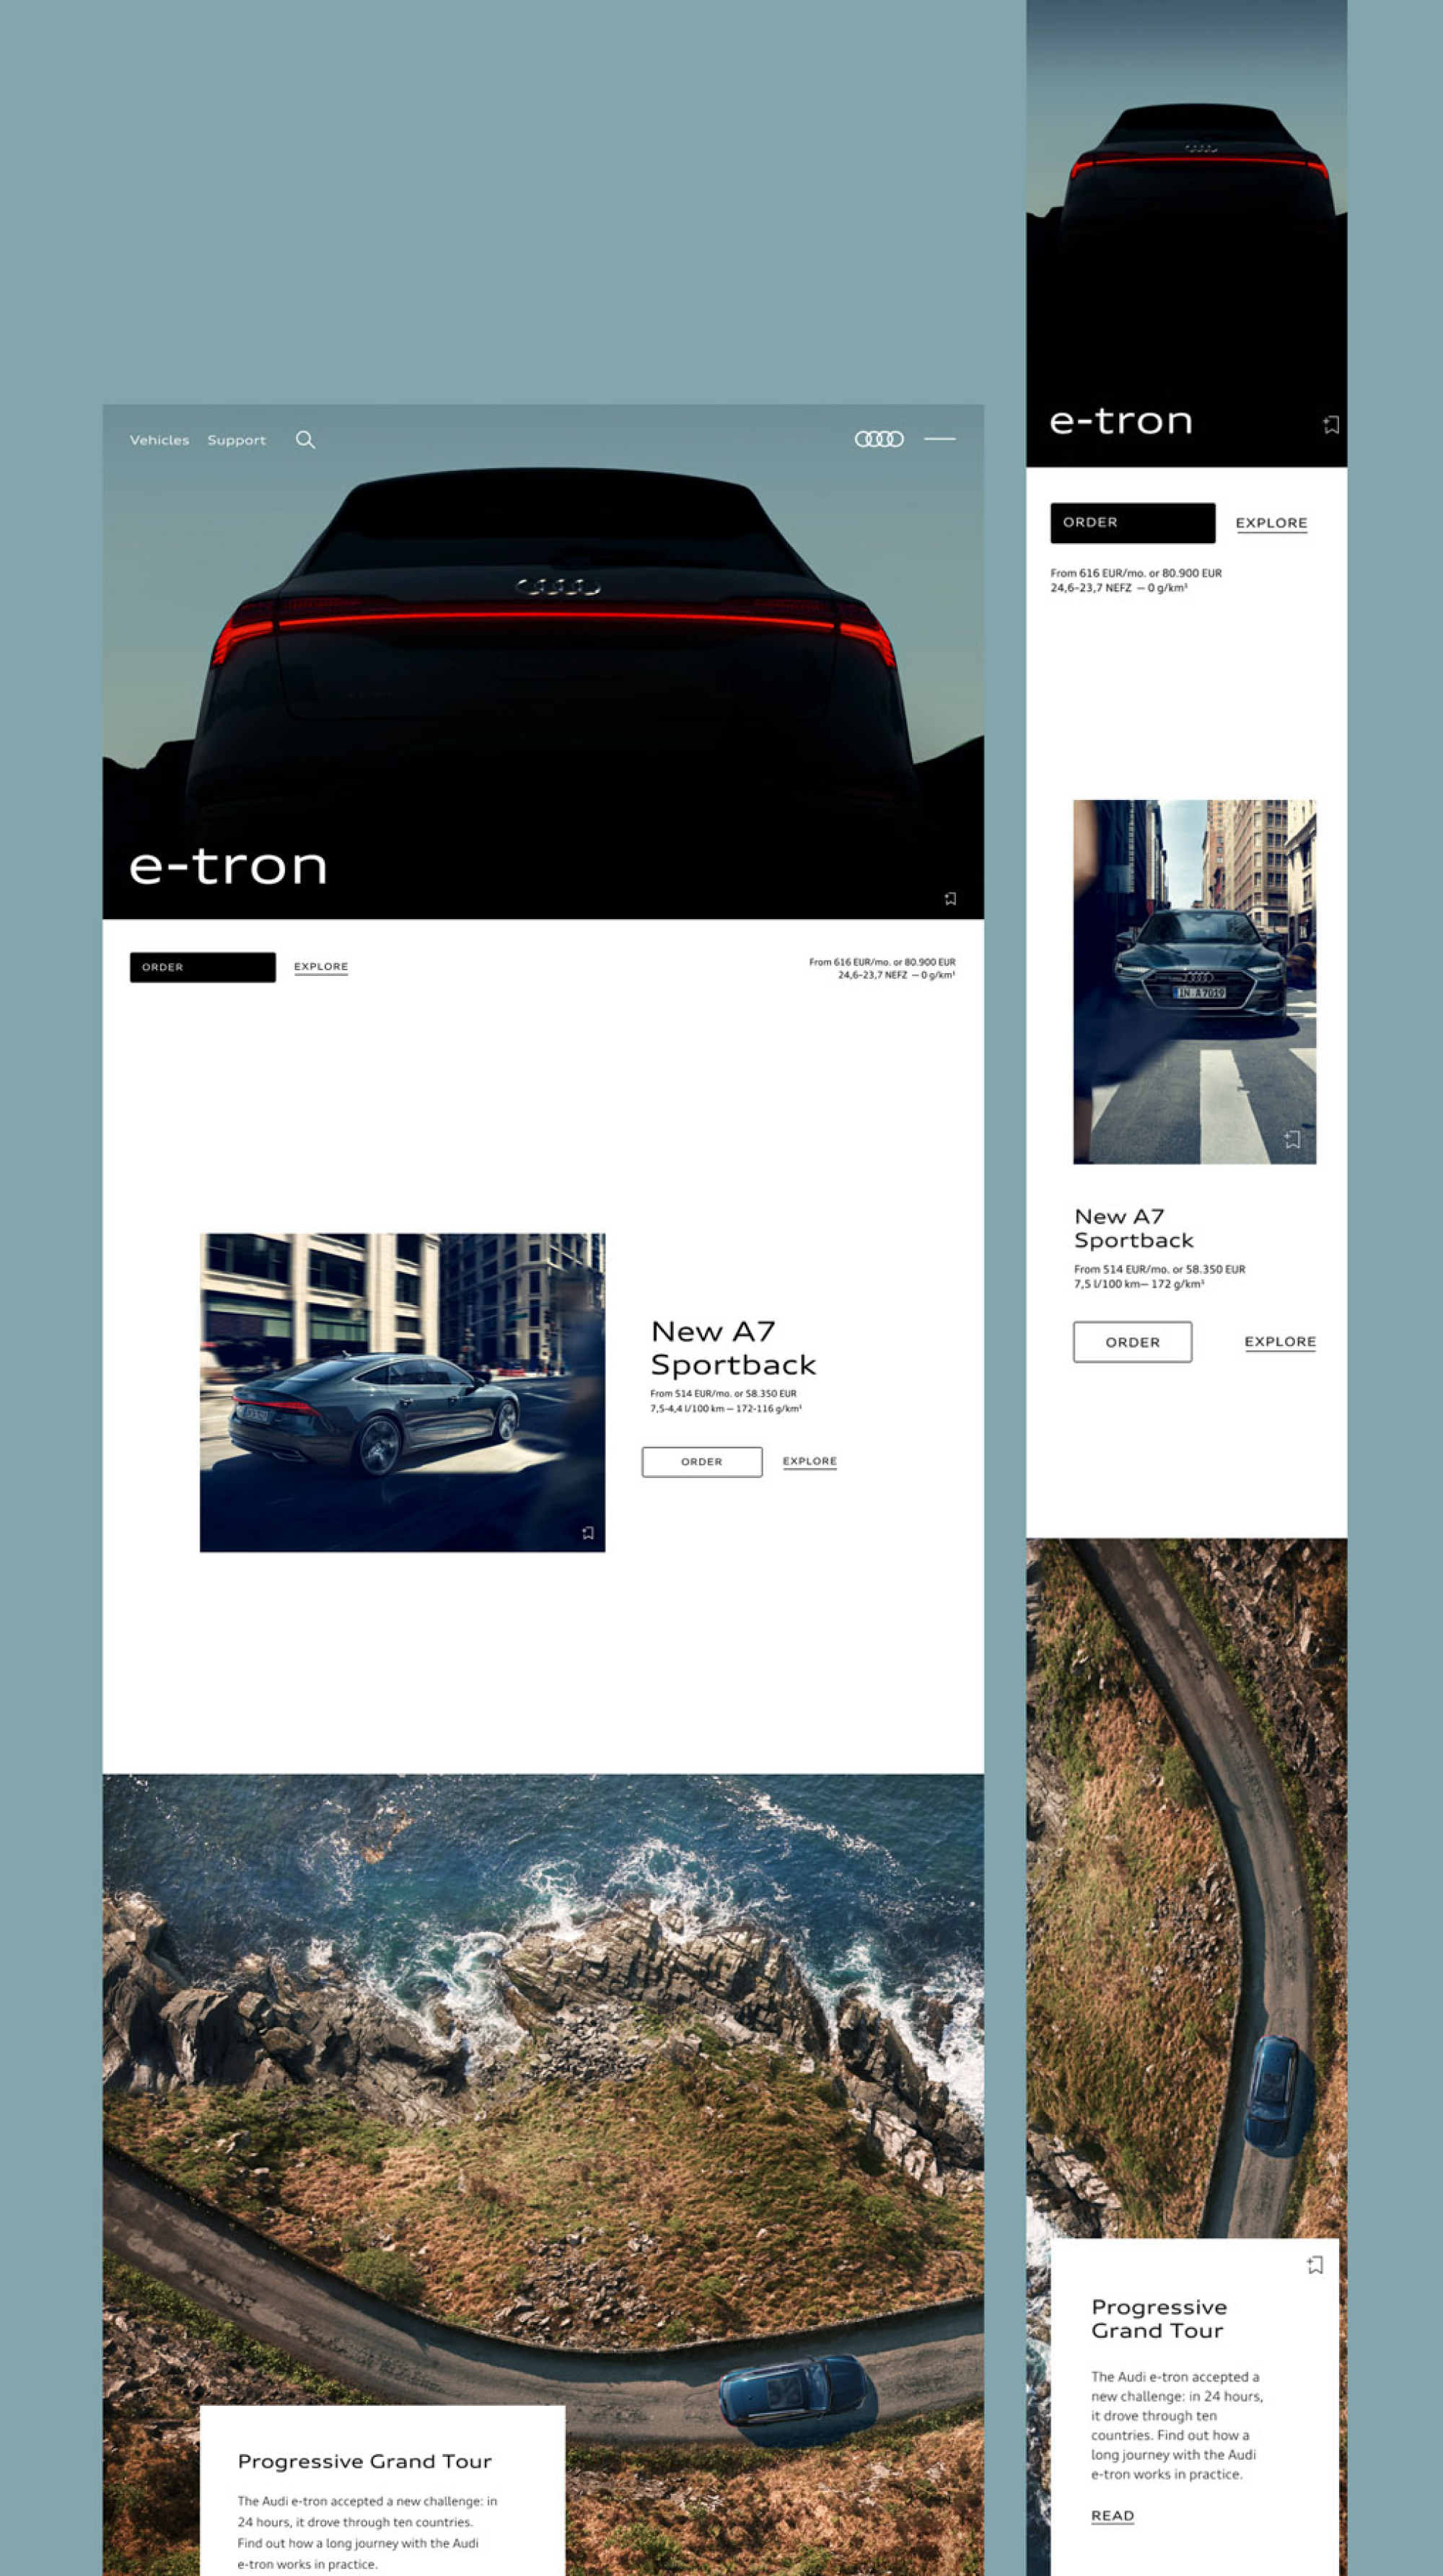 Vehicles Support
e-tron
ORDER EXPLORE
From 616 EUR/mo. or 80.900 EUR
24,6–23,7 NEFZ — 0 g/km¹
New A7
Sportback
From 514 EUR/mo. or 58.350 EUR
7,5-4,4 l/100 km — 172-116 g/km¹
ORDER EXPLORE
Progressive Grand Tour
The Audi e-tron accepted a new challenge: in
24 hours, it drove through ten countries.
Find out how a long journey with the Audi
e-tron works in practice.
e-tron
ORDER EXPLORE
From 616 EUR/mo. or 80.900 EUR
24,6–23,7 NEFZ — 0 g/km¹
IN·A 7019
New A7
Sportback
From 514 EUR/mo. or 58.350 EUR
7,5 l/100 km— 172 g/km¹
ORDER EXPLORE
Progressive
Grand Tour
The Audi e-tron accepted a
new challenge: in 24 hours,
it drove through ten
countries. Find out how a
long journey with the Audi
e-tron works in practice.
READ